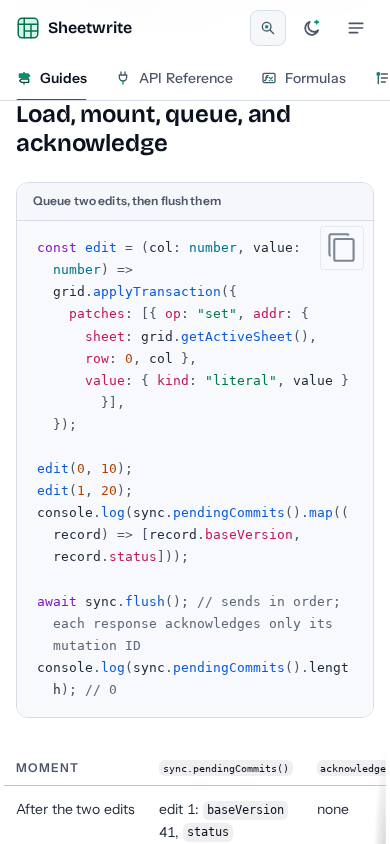 Sheetwrite
Guides API Reference Formulas
Load, mount, queue, and
acknowledge
Queue two edits, then flush them
const edit = (col: number, value:
number) =>
grid.applyTransaction({
patches: [{ op: "set", addr: {
sheet: grid.getActiveSheet(),
row: 0, col },
value: { kind: "literal", value }
}],
});
edit(0, 10);
edit(1, 20);
console.log(sync.pendingCommits().map((
record) => [record.baseVersion,
record.status]));
await sync.flush(); // sends in order;
each response acknowledges only its
mutation ID
console.log(sync.pendingCommits().lengt
h); // 0
MOMENT sync.pendingCommits() acknowledge
After the two edits edit 1: baseVersion none
41, status